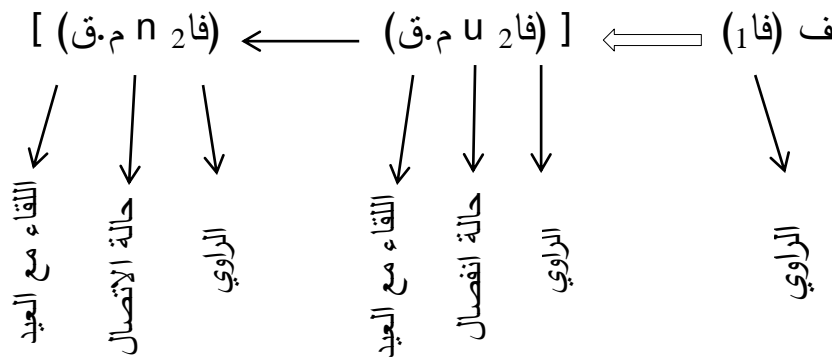 ف (فا1) [ (فا2 u م.ق) (فا2 n م.ق) ]
الراوي
الراوي
حالة انفصال
اللقاء مع العيد
الراوي
حالة الاتصال
اللقاء مع العيد